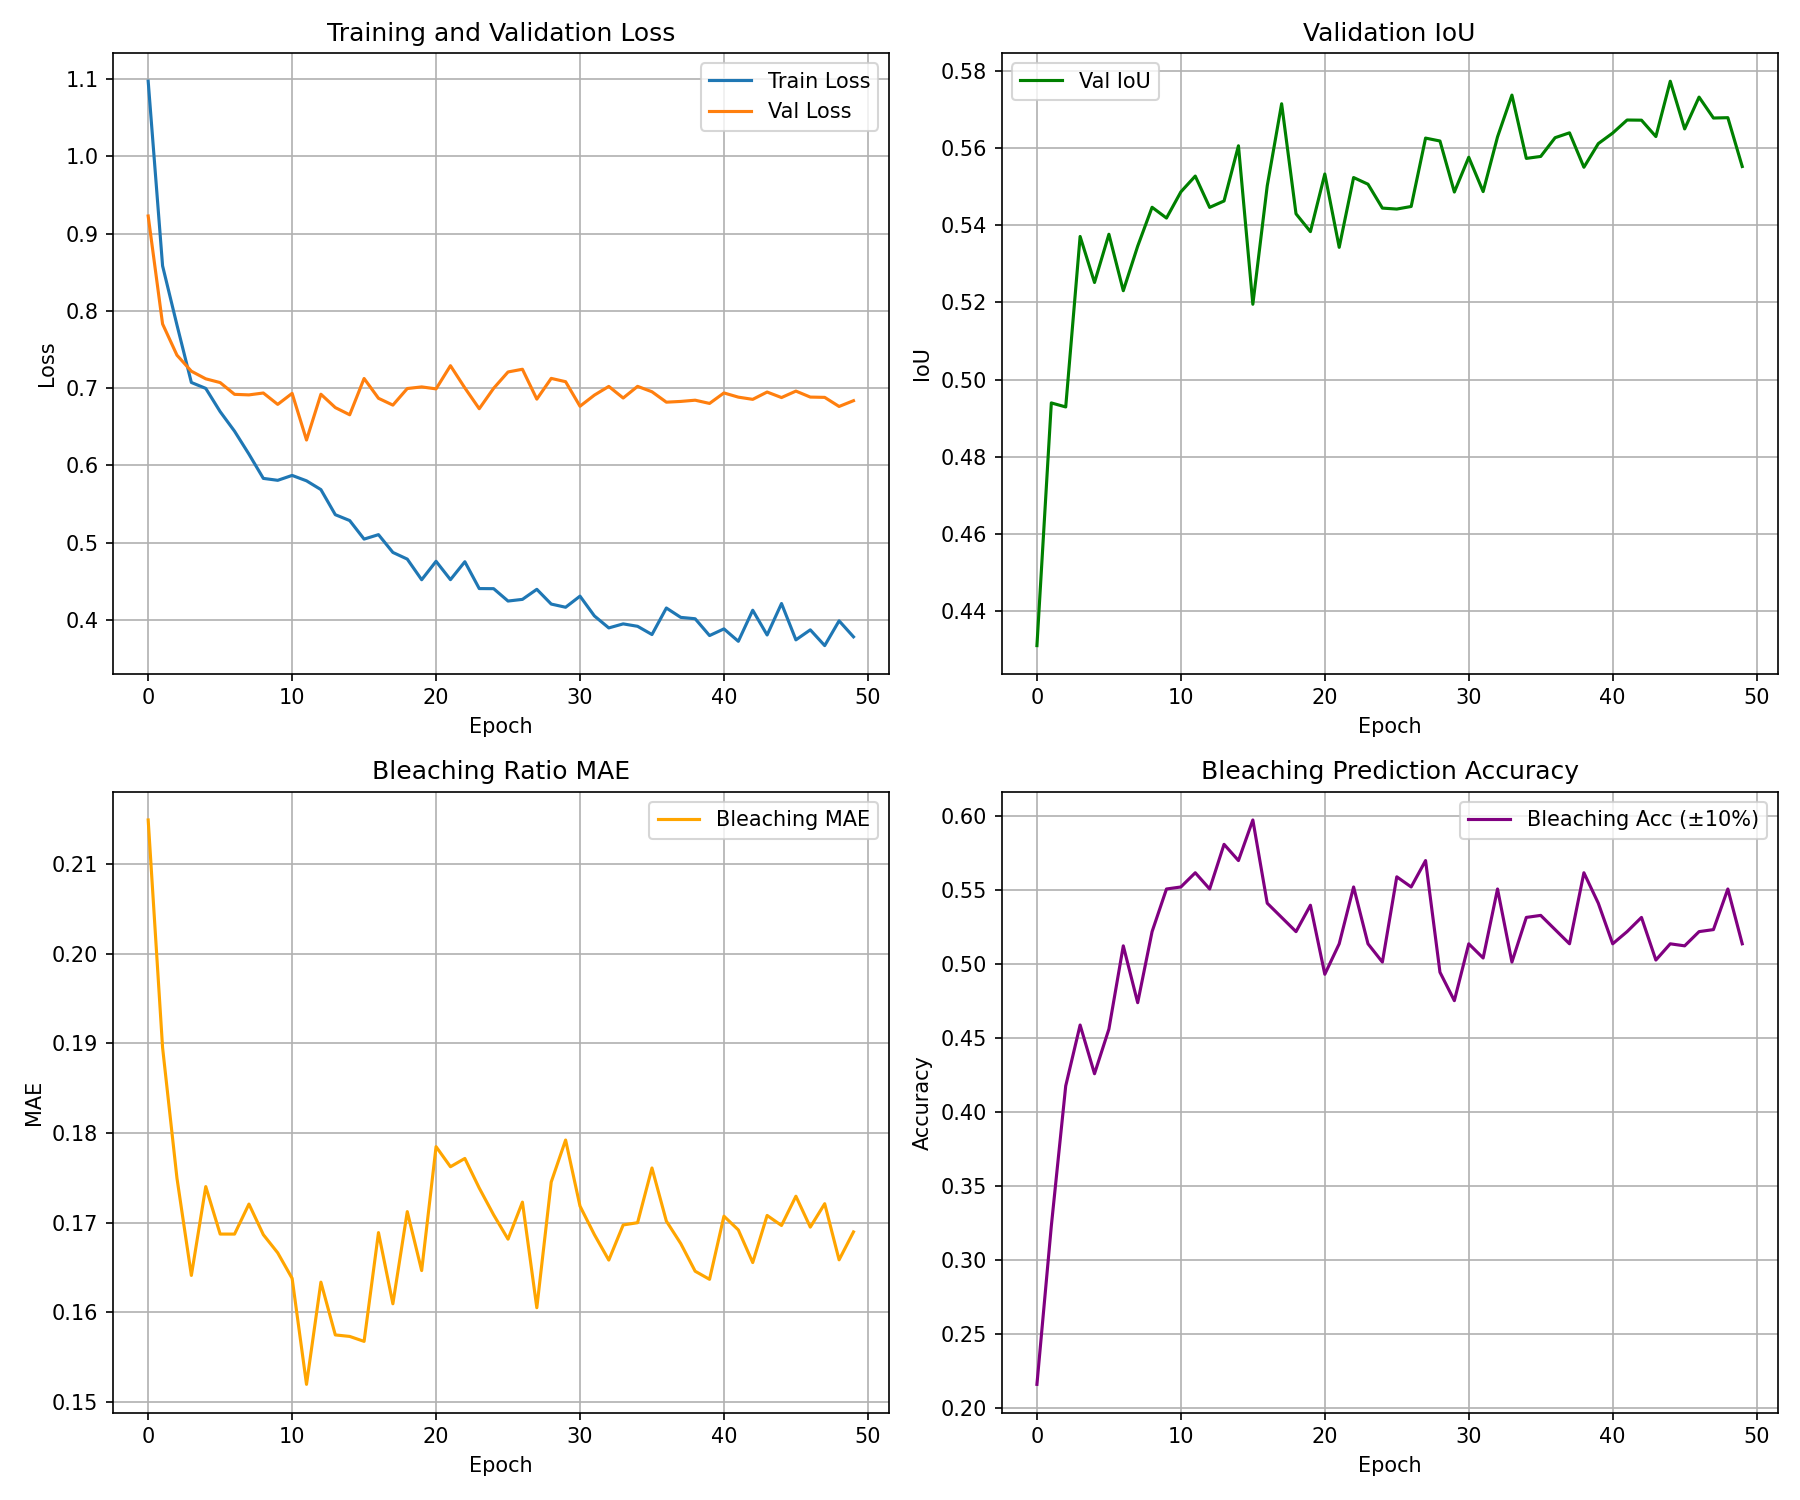 Training and Validation Loss
Train Loss
Val Loss
1.1
1.0
0.9
0.8
0.7
0.6
0.5
0.4
Loss
0 10 20 30 40 50
Epoch
Validation IoU
Val IoU
0.58
0.56
0.54
0.52
0.50
0.48
0.46
0.44
IoU
0 10 20 30 40 50
Epoch
Bleaching Ratio MAE
Bleaching MAE
0.21
0.20
0.19
0.18
0.17
0.16
0.15
MAE
0 10 20 30 40 50
Epoch
Bleaching Prediction Accuracy
Bleaching Acc (±10%)
0.60
0.55
0.50
0.45
0.40
0.35
0.30
0.25
0.20
Accuracy
0 10 20 30 40 50
Epoch